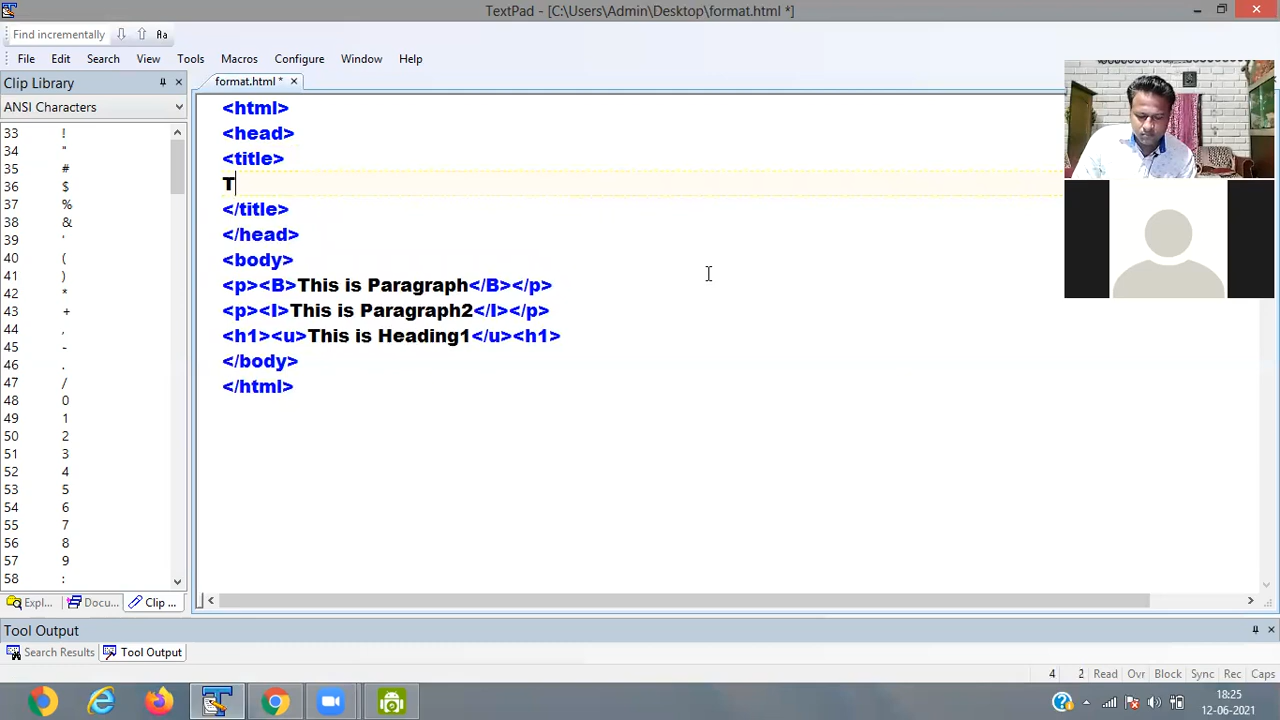 TextPad - [C:\Users\Admin\Desktop\format.html *]
Find incrementally
Aa
File Edit Search View Tools Macros Configure Window Help
Clip Library
format.html *
ANSI Characters
33 !
34 "
35 #
36 $
37 %
38 &
39 '
40 (
41 )
42 *
43 +
44 ,
45 -
46 .
47 /
48 0
49 1
50 2
51 3
52 4
53 5
54 6
55 7
56 8
57 9
58 :
<html>
<head>
<title>
T
</title>
</head>
<body>
<p><B>This is Paragraph</B></p>
<p><I>This is Paragraph2</I></p>
<h1><u>This is Heading1</u><h1>
</body>
</html>
Expl... Docu... Clip ...
Tool Output
Search Results Tool Output
4 2 Read Ovr Block Sync Rec Caps
18:25
12-06-2021